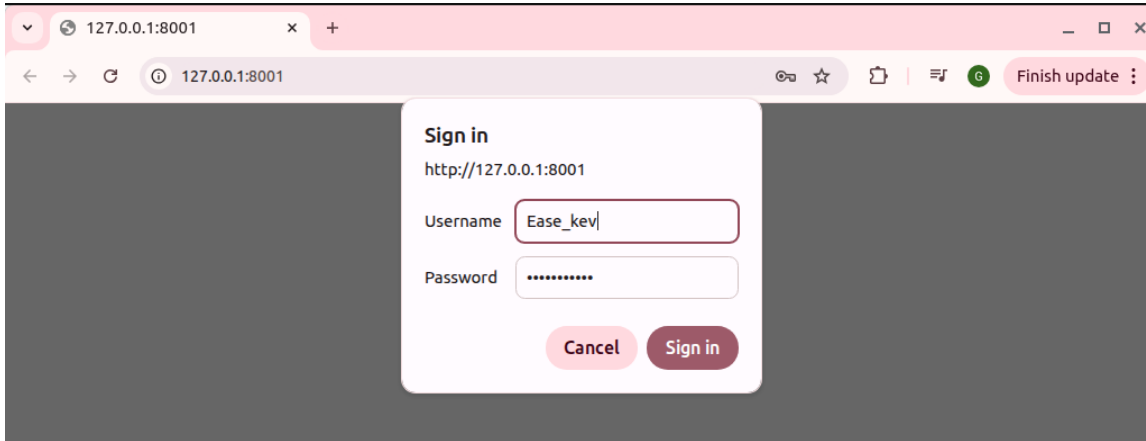 127.0.0.1:8001
127.0.0.1:8001
G
Finish update
Sign in
http://127.0.0.1:8001
Username
Ease_kev
Password
•••••••••••
Cancel
Sign in